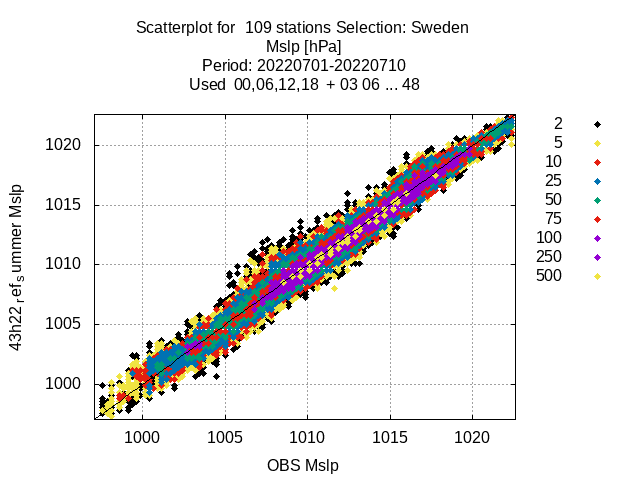 Scatterplot for  109 stations Selection: Sweden
Mslp [hPa]
Period: 20220701-20220710
Used  00,06,12,18  + 03 06 ... 48
2
5
10
25
50
75
100
250
500
1020
1015
1010
1005
1000
43h22_ref_summer Mslp
1000 1005 1010 1015 1020
OBS Mslp